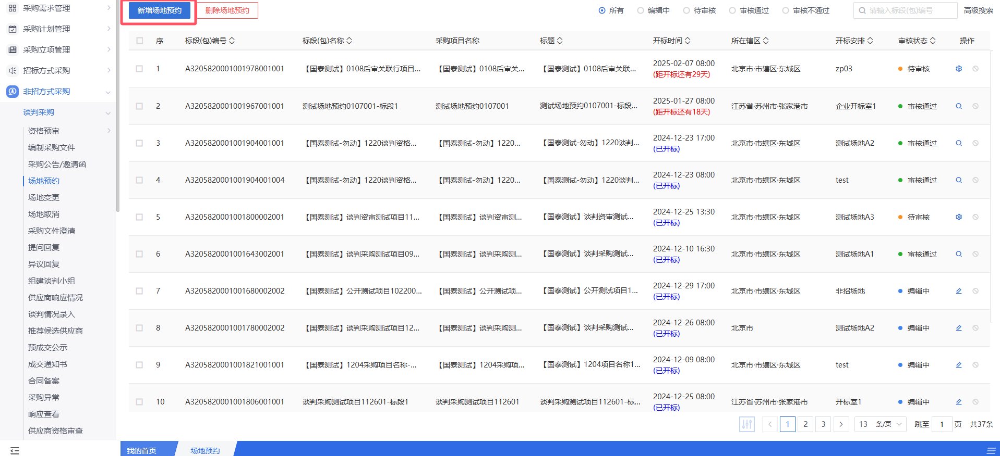 采购需求管理
采购计划管理
采购立项管理
招标方式采购
非招方式采购
谈判采购
资格预审
编制采购文件
采购公告/邀请函
场地预约
场地变更
场地取消
采购文件澄清
提问回复
异议回复
组建谈判小组
供应商响应情况
谈判情况录入
推荐候选供应商
预成交公示
成交通知书
合同备案
采购异常
响应查看
供应商资格审查
新增场地预约 删除场地预约 所有 编辑中 待审核 审核通过 审核不通过 请输入标段(包)编号 高级搜索
序 标段(包)编号 标段(包)名称 采购项目名称 标题 开标时间 所在辖区 开标安排 审核状态 操作
1 A3205820001001978001001 【国泰测试】0108后审关联行项目... 【国泰测试】0108后审关... 【国泰测试】0108后审关联... 2025-02-07 08:00 北京市·市辖区·东城区 zp03 待审核
(距开标还有29天)
2 A3205820001001967001001 测试场地预约0107001-标段1 测试场地预约0107001 测试场地预约0107001-标段... 2025-01-27 08:00 江苏省·苏州市·张家港市 企业开标室1 审核通过
(距开标还有18天)
3 A3205820001001904001001 【国泰测试-勿动】1220谈判资格... 【国泰测试-勿动】1220... 【国泰测试-勿动】1220谈判... 2024-12-23 17:00 北京市·市辖区·东城区 测试场地A2 审核通过
(已开标)
4 A3205820001001904001004 【国泰测试-勿动】1220谈判资格... 【国泰测试-勿动】1220... 【国泰测试-勿动】1220谈判... 2024-12-23 08:00 北京市·市辖区·东城区 test 审核通过
(已开标)
5 A3205820001001800002001 【国泰测试】谈判资审测试项目11... 【国泰测试】谈判资审测... 【国泰测试】谈判资审测试... 2024-12-25 13:30 北京市·市辖区·东城区 测试场地A3 待审核
(已开标)
6 A3205820001001643002001 【国泰测试】谈判采购测试项目09... 【国泰测试】谈判采购测... 【国泰测试】谈判采购测试... 2024-12-10 16:30 北京市·市辖区·东城区 测试场地A1 审核通过
(已开标)
7 A3205820001001680002002 【国泰测试】公开测试项目102200... 【国泰测试】公开测试项... 【国泰测试】公开测试项目1... 2024-12-29 17:00 北京市·市辖区·东城区 非招场地 编辑中
(已开标)
8 A3205820001001780002002 【国泰测试】谈判采购测试项目12... 【国泰测试】谈判采购测... 【国泰测试】谈判采购测试... 2024-12-26 08:00 北京市 测试场地A2 编辑中
(已开标)
9 A3205820001001821001001 【国泰测试】1204采购项目名称-... 【国泰测试】1204采购项... 【国泰测试】1204项目名称1... 2024-12-09 08:00 北京市·市辖区·东城区 test 编辑中
(已开标)
10 A3205820001001806001001 谈判采购测试项目112601-标段1 谈判采购测试项目112601 谈判采购测试项目112601-标... 2024-12-25 08:00 江苏省·苏州市·张家港市 开标室1 编辑中
(已开标)
1 2 3 13 条/页 跳至 1 页 共37条
我的首页 场地预约